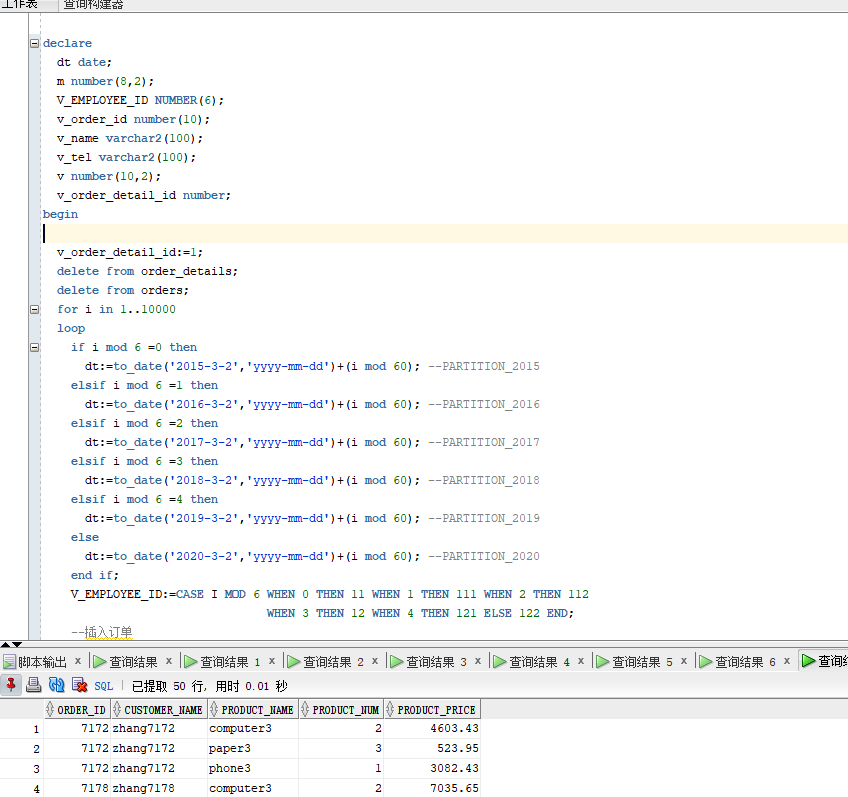 工作表 查询构建器
declare
dt date;
m number(8,2);
V_EMPLOYEE_ID NUMBER(6);
v_order_id number(10);
v_name varchar2(100);
v_tel varchar2(100);
v number(10,2);
v_order_detail_id number;
begin
v_order_detail_id:=1;
delete from order_details;
delete from orders;
for i in 1..10000
loop
if i mod 6 =0 then
dt:=to_date('2015-3-2','yyyy-mm-dd')+(i mod 60); --PARTITION_2015
elsif i mod 6 =1 then
dt:=to_date('2016-3-2','yyyy-mm-dd')+(i mod 60); --PARTITION_2016
elsif i mod 6 =2 then
dt:=to_date('2017-3-2','yyyy-mm-dd')+(i mod 60); --PARTITION_2017
elsif i mod 6 =3 then
dt:=to_date('2018-3-2','yyyy-mm-dd')+(i mod 60); --PARTITION_2018
elsif i mod 6 =4 then
dt:=to_date('2019-3-2','yyyy-mm-dd')+(i mod 60); --PARTITION_2019
else
dt:=to_date('2020-3-2','yyyy-mm-dd')+(i mod 60); --PARTITION_2020
end if;
V_EMPLOYEE_ID:=CASE I MOD 6 WHEN 0 THEN 11 WHEN 1 THEN 111 WHEN 2 THEN 112
WHEN 3 THEN 12 WHEN 4 THEN 121 ELSE 122 END;
--插入订单
脚本输出 x 查询结果 x 查询结果 1 x 查询结果 2 x 查询结果 3 x 查询结果 4 x 查询结果 5 x 查询结果 6 x 查询结
SQL | 已提取 50 行, 用时 0.01 秒
ORDER_ID CUSTOMER_NAME PRODUCT_NAME PRODUCT_NUM PRODUCT_PRICE
1 7172 zhang7172 computer3 2 4603.43
2 7172 zhang7172 paper3 3 523.95
3 7172 zhang7172 phone3 1 3082.43
4 7178 zhang7178 computer3 2 7035.65